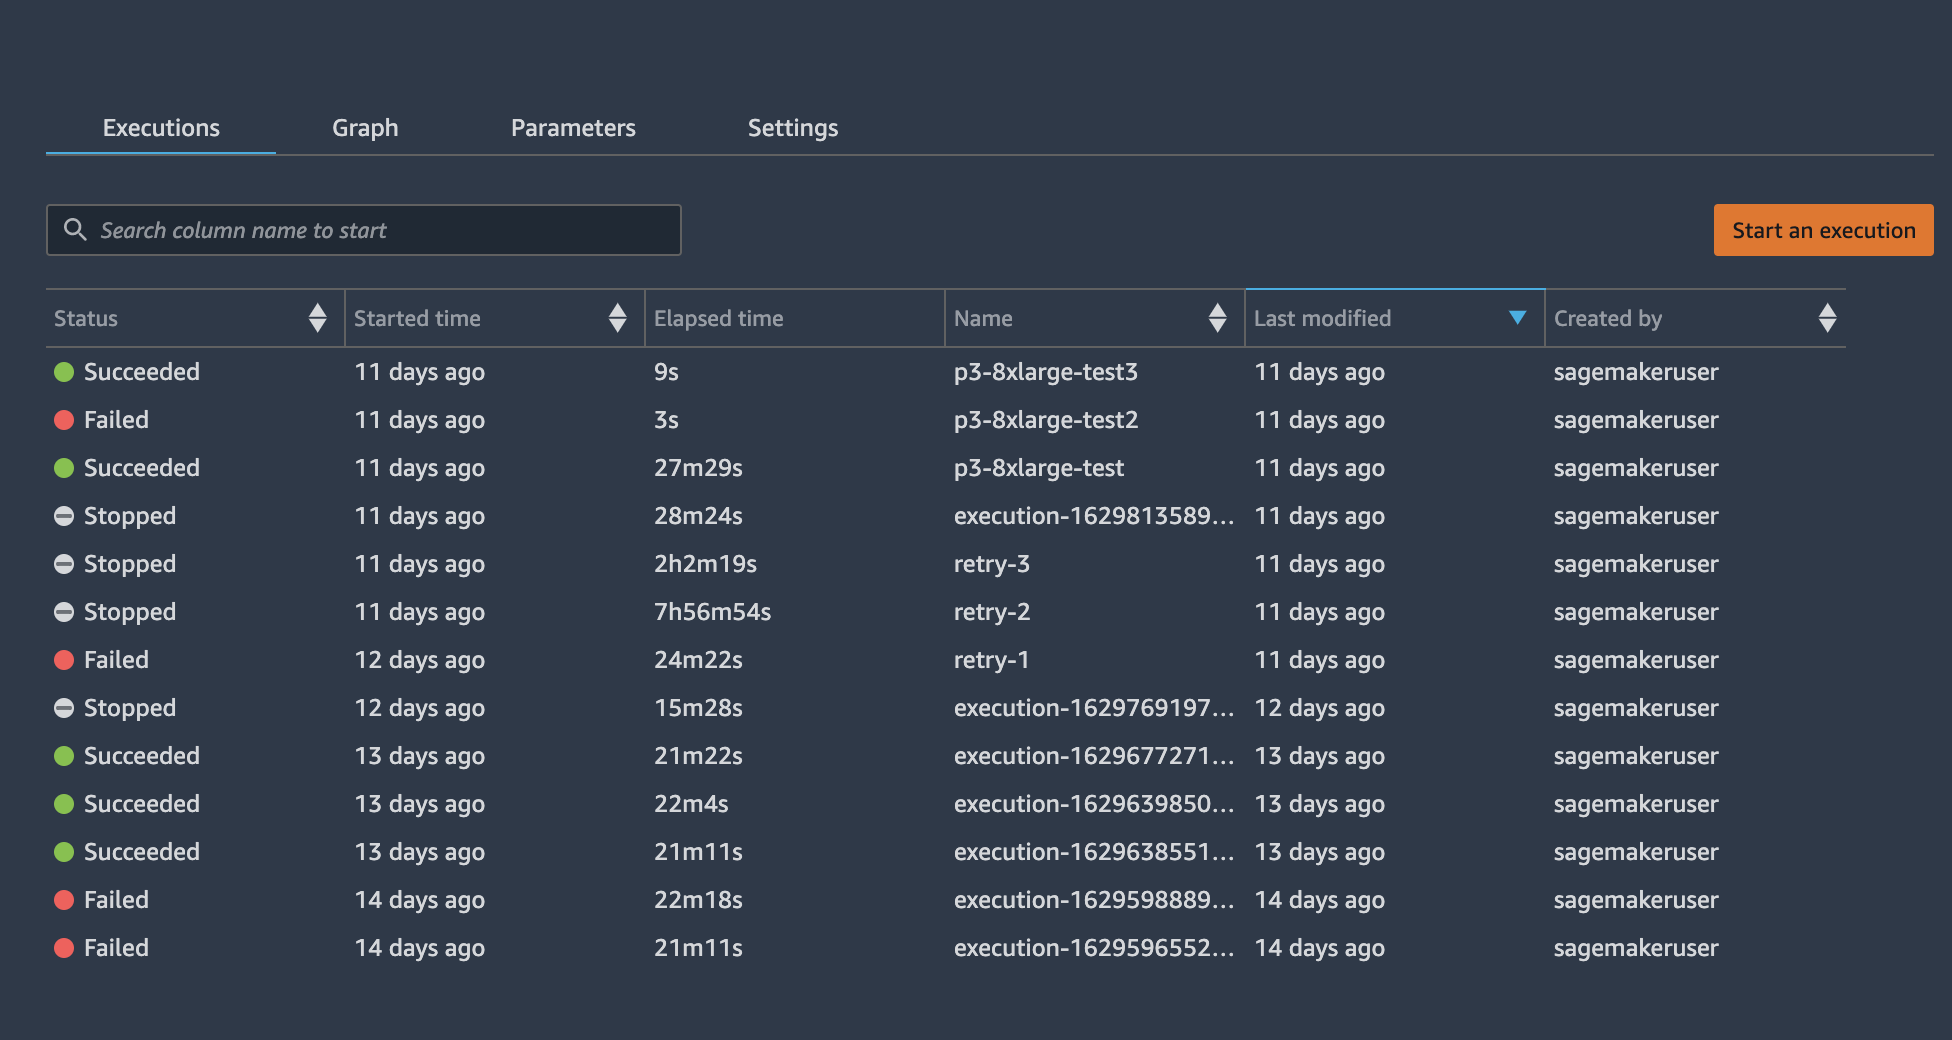 Executions Graph Parameters Settings
Search column name to start Start an execution
Status Started time Elapsed time Name Last modified Created by
Succeeded 11 days ago 9s p3-8xlarge-test3 11 days ago sagemakeruser
Failed 11 days ago 3s p3-8xlarge-test2 11 days ago sagemakeruser
Succeeded 11 days ago 27m29s p3-8xlarge-test 11 days ago sagemakeruser
Stopped 11 days ago 28m24s execution-1629813589... 11 days ago sagemakeruser
Stopped 11 days ago 2h2m19s retry-3 11 days ago sagemakeruser
Stopped 11 days ago 7h56m54s retry-2 11 days ago sagemakeruser
Failed 12 days ago 24m22s retry-1 11 days ago sagemakeruser
Stopped 12 days ago 15m28s execution-1629769197... 12 days ago sagemakeruser
Succeeded 13 days ago 21m22s execution-1629677271... 13 days ago sagemakeruser
Succeeded 13 days ago 22m4s execution-1629639850... 13 days ago sagemakeruser
Succeeded 13 days ago 21m11s execution-1629638551... 13 days ago sagemakeruser
Failed 14 days ago 22m18s execution-1629598889... 14 days ago sagemakeruser
Failed 14 days ago 21m11s execution-1629596552... 14 days ago sagemakeruser